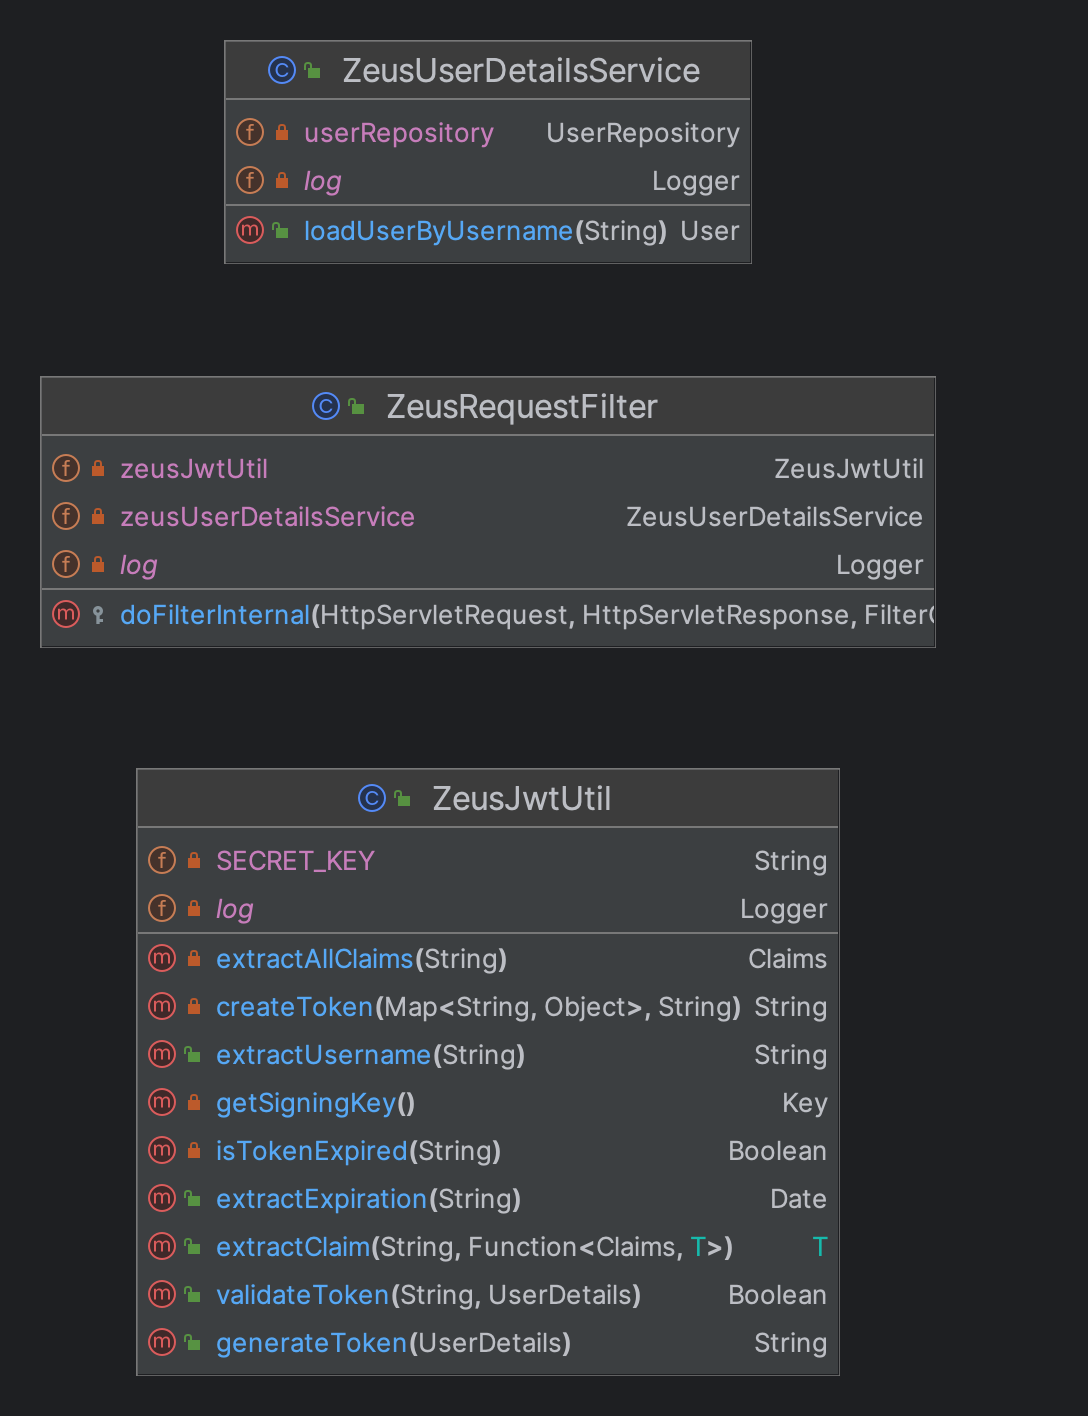 ZeusUserDetailsService
userRepository UserRepository
log Logger
loadUserByUsername(String) User
ZeusRequestFilter
zeusJwtUtil ZeusJwtUtil
zeusUserDetailsService ZeusUserDetailsService
log Logger
doFilterInternal(HttpServletRequest, HttpServletResponse, Filter
ZeusJwtUtil
SECRET_KEY String
log Logger
extractAllClaims(String) Claims
createToken(Map<String, Object>, String) String
extractUsername(String) String
getSigningKey() Key
isTokenExpired(String) Boolean
extractExpiration(String) Date
extractClaim(String, Function<Claims, T>) T
validateToken(String, UserDetails) Boolean
generateToken(UserDetails) String